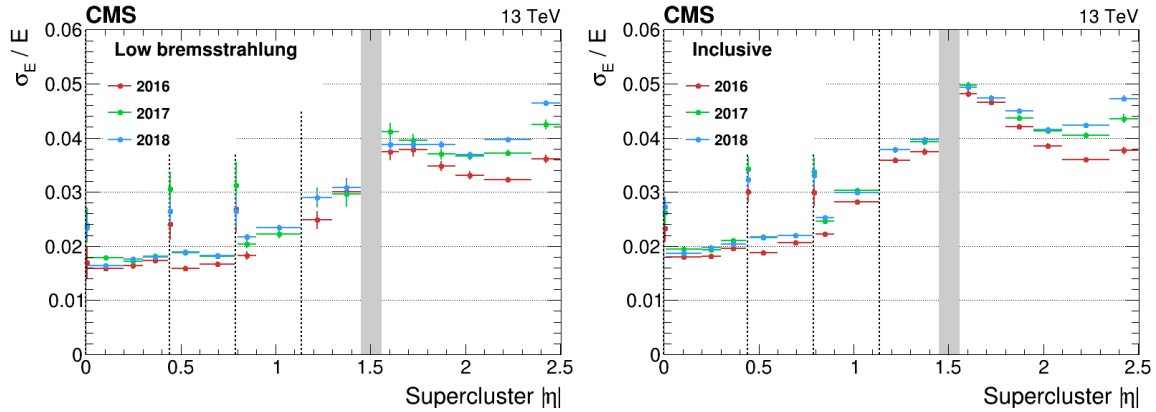 CMS 13 TeV
σ_E / E
0.06
0.05
0.04
0.03
0.02
0.01
0
Low bremsstrahlung
2016
2017
2018
0 0.5 1 1.5 2 2.5
Supercluster |η|
CMS 13 TeV
σ_E / E
0.06
0.05
0.04
0.03
0.02
0.01
0
Inclusive
2016
2017
2018
0 0.5 1 1.5 2 2.5
Supercluster |η|